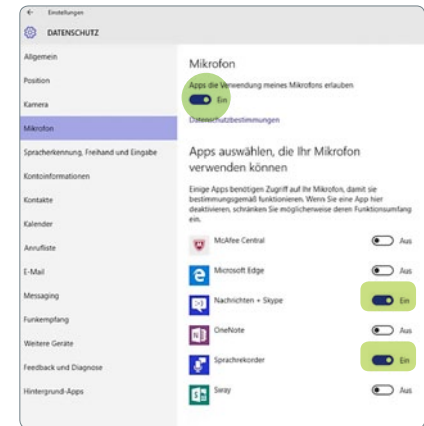 Einstellungen
DATENSCHUTZ
Allgemein
Position
Kamera
Mikrofon
Spracherkennung, Freihand und Eingabe
Kontoinformationen
Kontakte
Kalender
Anrufliste
E-Mail
Messaging
Funkempfang
Weitere Geräte
Feedback und Diagnose
Hintergrund-Apps
Mikrofon
Apps die Verwendung meines Mikrofons erlauben
Ein
Datenschutzbestimmungen
Apps auswählen, die Ihr Mikrofon
verwenden können
Einige Apps benötigen Zugriff auf Ihr Mikrofon, damit sie
bestimmungsgemäß funktionieren. Wenn Sie eine App hier
deaktivieren, schränken Sie möglicherweise deren Funktionsumfang
ein.
McAfee Central Aus
Microsoft Edge Aus
Nachrichten + Skype Ein
OneNote Aus
Sprachrekorder Ein
Sway Aus